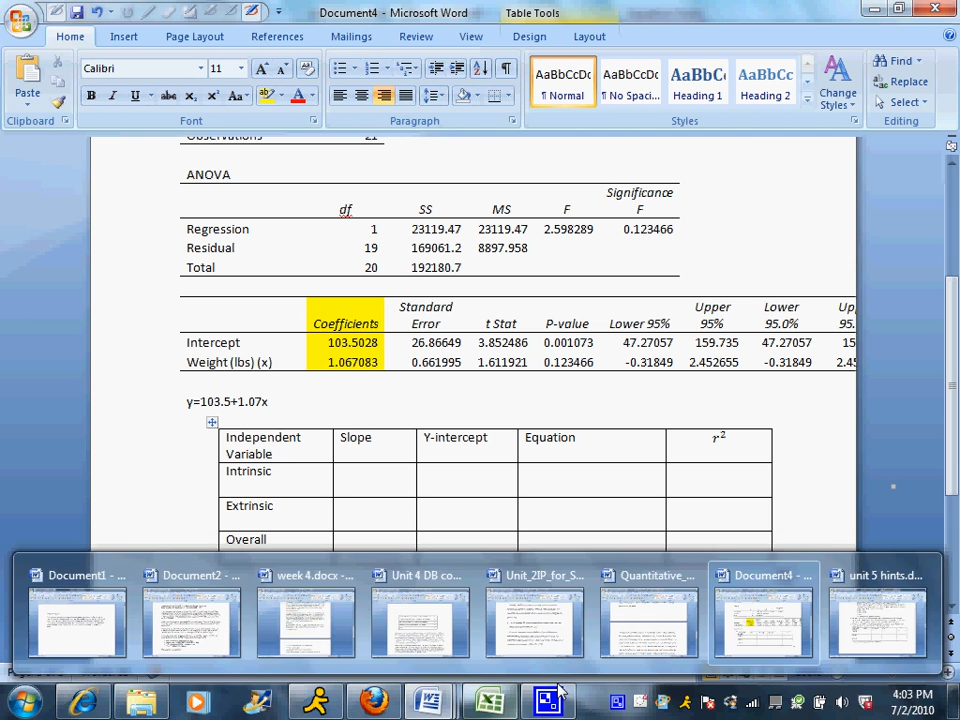 Document4 - Microsoft Word
Table Tools
Home Insert Page Layout References Mailings Review View Design Layout
Calibri 11
AaBbCcDc AaBbCcDc AaBbC AaBbCc
Paste
¶ Normal ¶ No Spaci... Heading 1 Heading 2
Change Styles
Find
Replace
Select
B I U abc X₂ X² Aa
Clipboard Font Paragraph Styles Editing
Observations 21
ANOVA
df SS MS F Significance F
Regression 1 23119.47 23119.47 2.598289 0.123466
Residual 19 169061.2 8897.958
Total 20 192180.7
Coefficients Standard Error t Stat P-value Lower 95% Upper 95% Lower 95.0%
Intercept 103.5028 26.86649 3.852486 0.001073 47.27057 159.735 47.27057
Weight (lbs) (x) 1.067083 0.661995 1.611921 0.123466 -0.31849 2.452655 -0.31849
y=103.5+1.07x
Independent Variable Slope Y-intercept Equation r²
Intrinsic
Extrinsic
Overall
Document1 - ... Document2 - ... week 4.docx -... Unit 4 DB co... Unit_2IP_for_S... Quantitative_... Document4 - ... unit 5 hints.d...
4:03 PM
7/2/2010